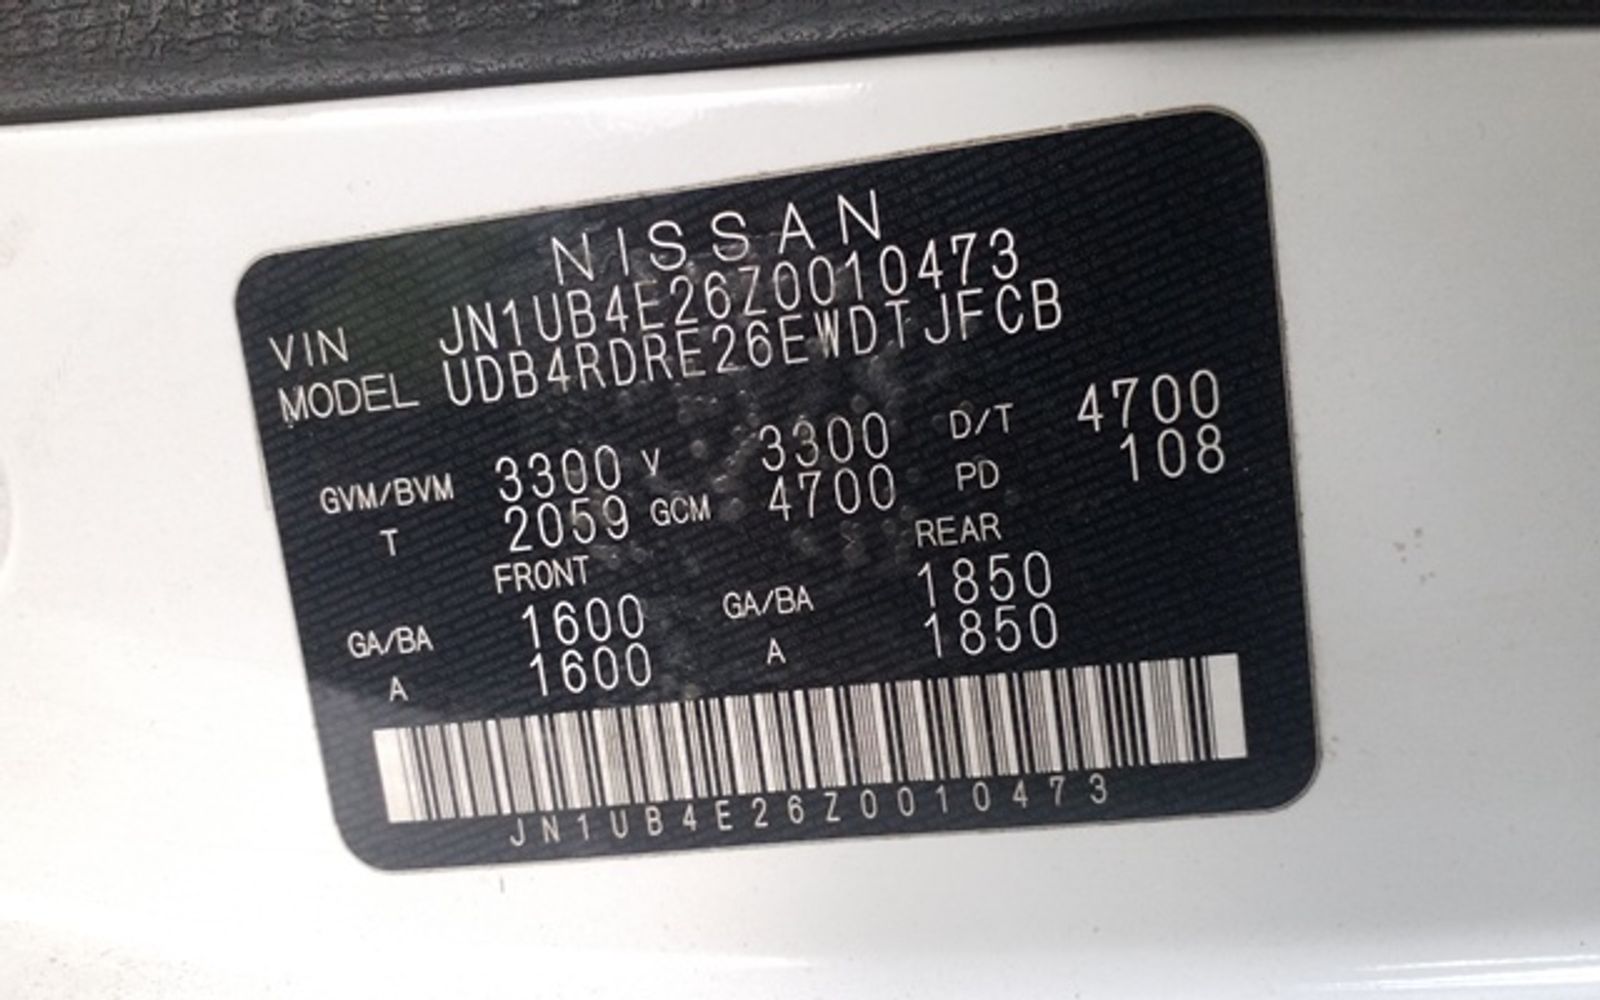 NISSAN
VIN JN1UB4E26Z0010473
MODEL UDB4RDRE26EWDTJFCB
GVM/BVM 3300 V 3300 D/T 4700
T 2059 GCM 4700 PD 108
FRONT REAR
GA/BA 1600 GA/BA 1850
A 1600 A 1850
JN1UB4E26Z0010473